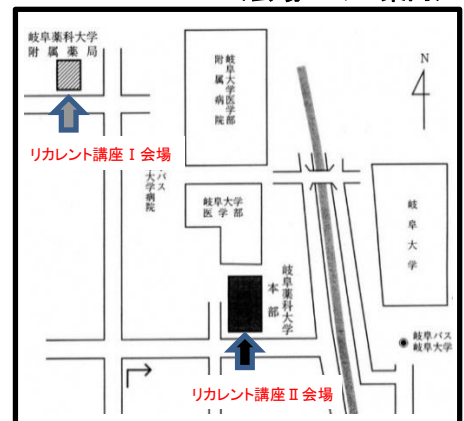 岐阜薬科大学
附属薬局
リカレント講座Ⅰ会場
岐阜大学医学部
附属病院
N
岐阜バス
大学病院
岐阜大学
医学部
岐阜大学
岐阜薬科大学
本部
岐阜バス
岐阜大学
リカレント講座Ⅱ会場